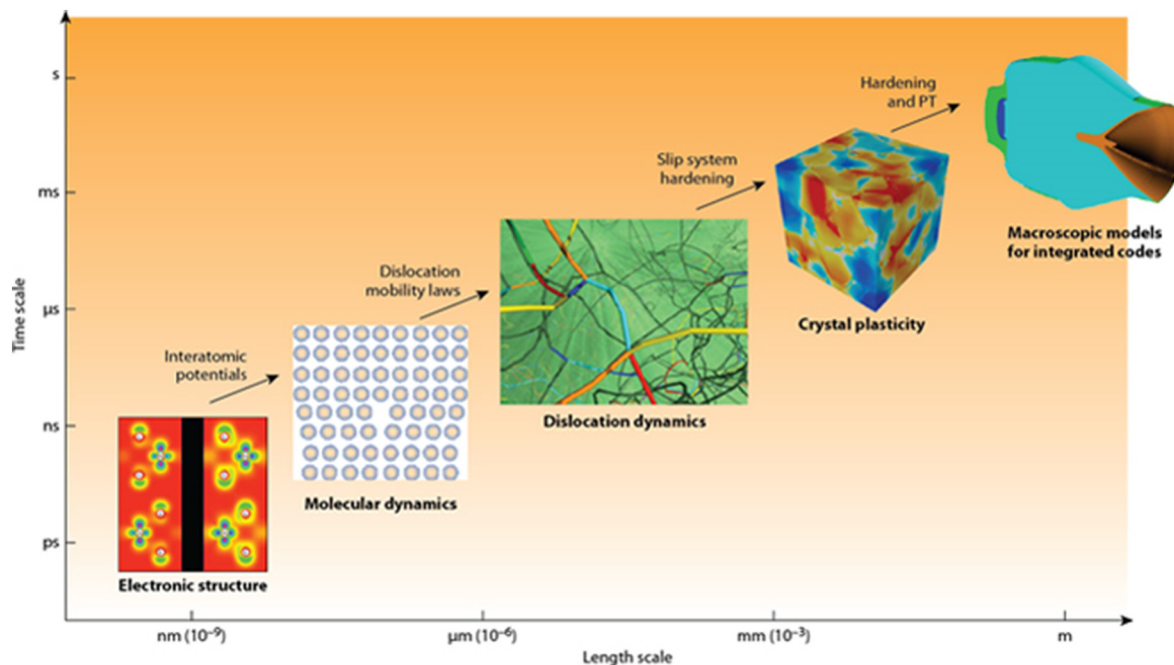 s
ms
μs
ns
ps
Time scale
Hardening
and PT
Slip system
hardening
Macroscopic models
for integrated codes
Dislocation
mobility laws
Crystal plasticity
Interatomic
potentials
Dislocation dynamics
Molecular dynamics
Electronic structure
nm (10⁻⁹)
μm (10⁻⁶)
mm (10⁻³)
m
Length scale